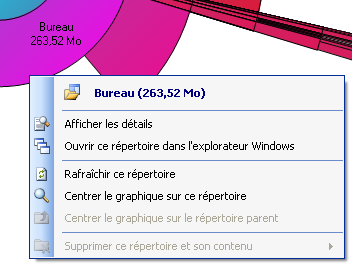 Bureau
263,52 Mo
Bureau (263,52 Mo)
Afficher les détails
Ouvrir ce répertoire dans l'explorateur Windows
Rafraîchir ce répertoire
Centrer le graphique sur ce répertoire
Centrer le graphique sur le répertoire parent
Supprimer ce répertoire et son contenu